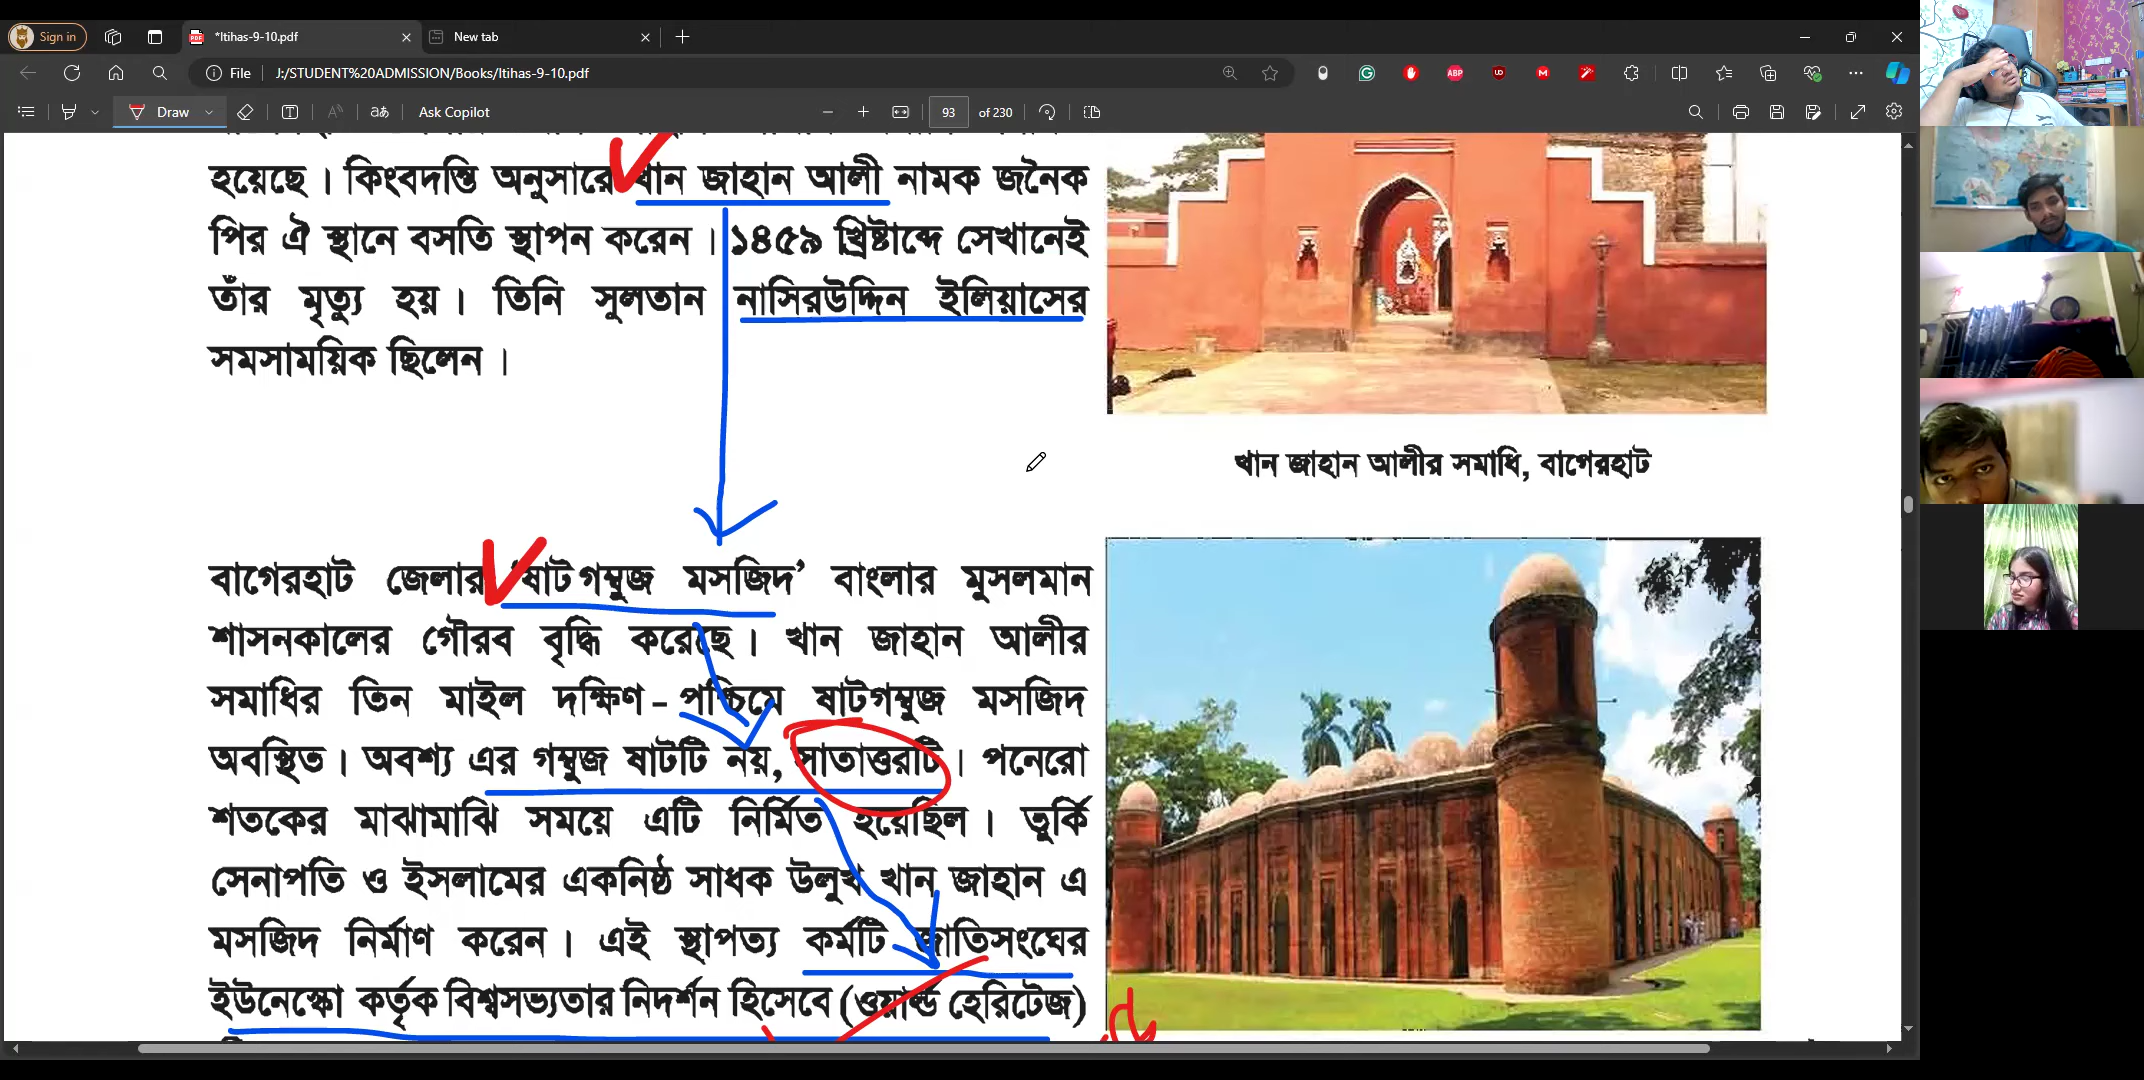 Sign in
*Itihas-9-10.pdf
New tab
File
J:/STUDENT%20ADMISSION/Books/Itihas-9-10.pdf
ABP
Draw
aあ
Ask Copilot
93
of 230
হয়েছে। কিংবদন্তি অনুসারে খান জাহান আলী নামক জনৈক
পির ঐ স্থানে বসতি স্থাপন করেন। ১৪৫৯ খ্রিষ্টাব্দে সেখানেই
তাঁর মৃত্যু হয়। তিনি সুলতান নাসিরউদ্দিন ইলিয়াসের
সমসাময়িক ছিলেন।
খান জাহান আলীর সমাধি, বাগেরহাট
বাগেরহাট জেলার ‘ষাট গম্বুজ মসজিদ’ বাংলার মুসলমান
শাসনকালের গৌরব বৃদ্ধি করেছে। খান জাহান আলীর
সমাধির তিন মাইল দক্ষিণ-পশ্চিমে ষাটগম্বুজ মসজিদ
অবস্থিত। অবশ্য এর গম্বুজ ষাটটি নয়, সাতাত্তরটি। পনেরো
শতকের মাঝামাঝি সময়ে এটি নির্মিত হয়েছিল। তুর্কি
সেনাপতি ও ইসলামের একনিষ্ঠ সাধক উলুখ খান জাহান এ
মসজিদ নির্মাণ করেন। এই স্থাপত্য কর্মটি জাতিসংঘের
ইউনেস্কো কর্তৃক বিশ্বসভ্যতার নিদর্শন হিসেবে (ওয়ার্ল্ড হেরিটেজ)